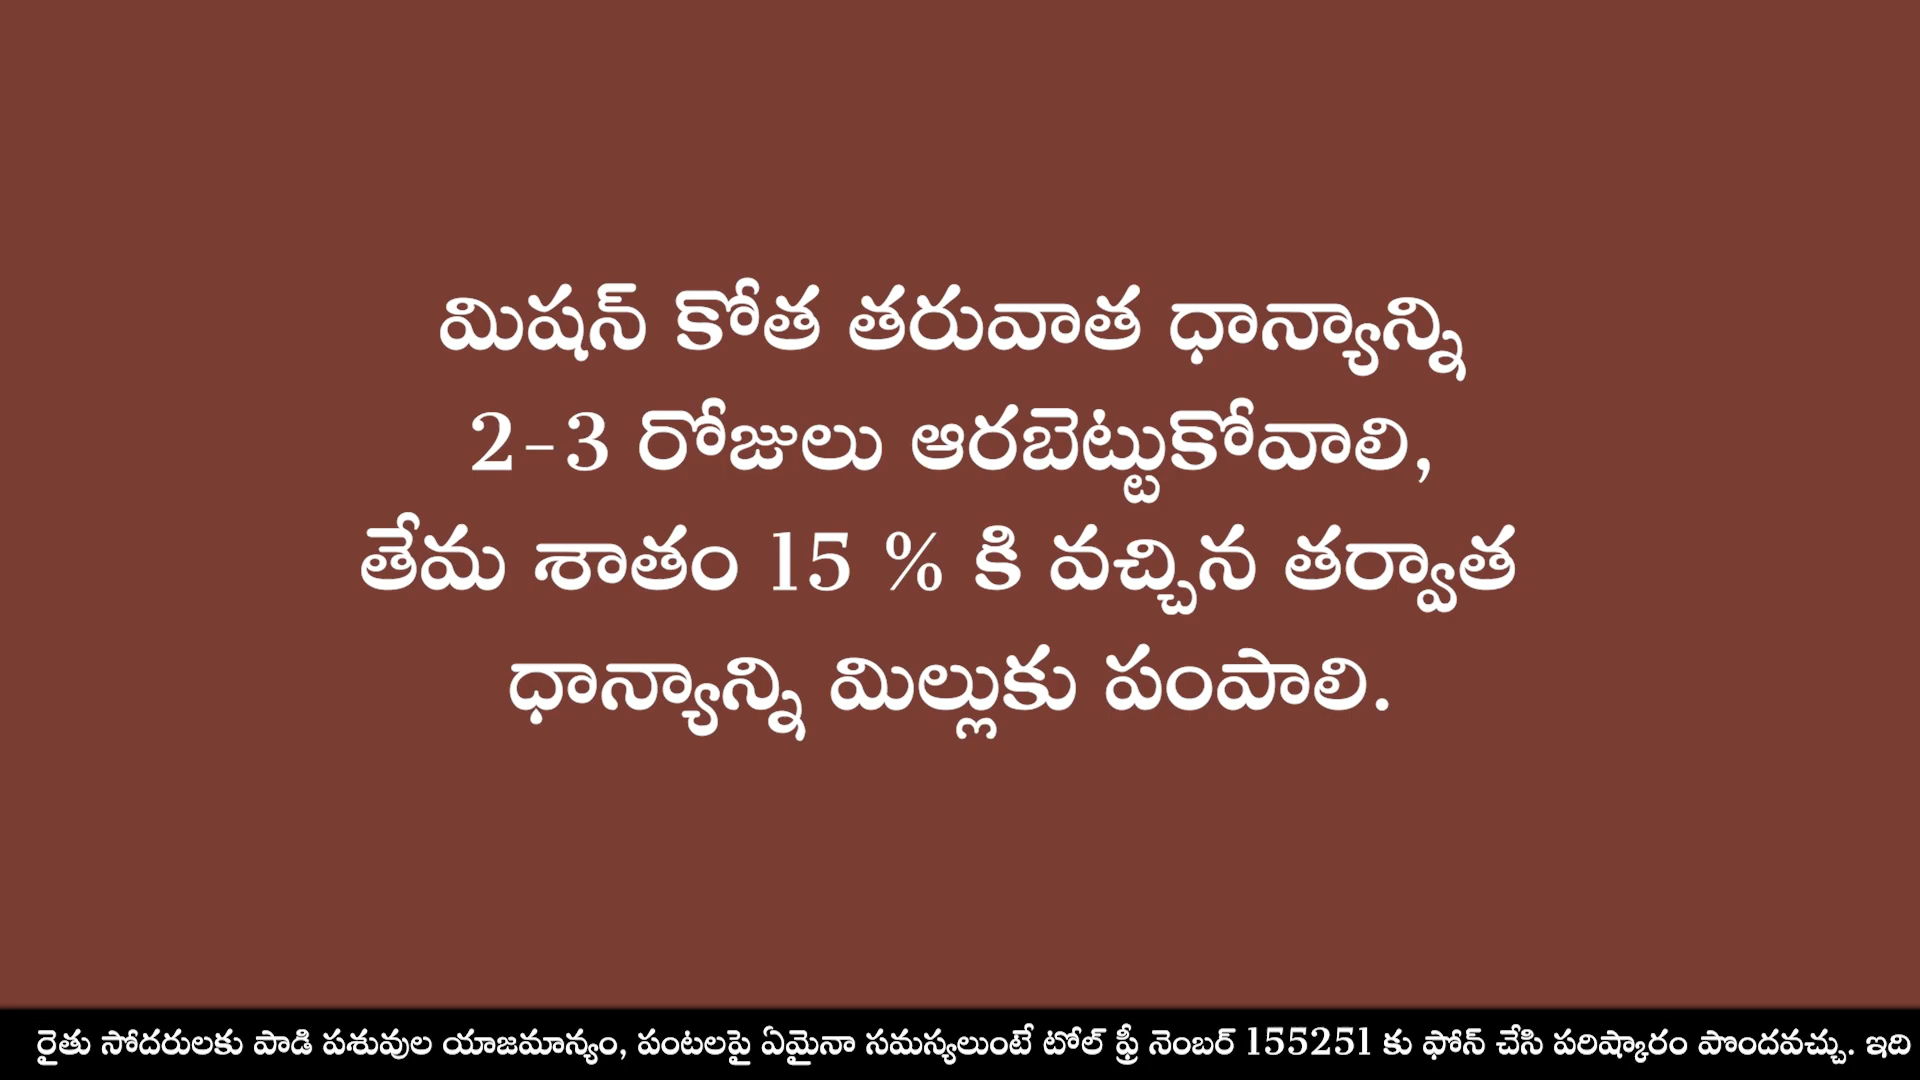 మిషన్ కోత తరువాత ధాన్యాన్ని
2-3 రోజులు ఆరబెట్టుకోవాలి,
తేమ శాతం 15 % కి వచ్చిన తర్వాత
ధాన్యాన్ని మిల్లుకు పంపాలి.
రైతు సోదరులకు పాడి పశువుల యాజమాన్యం, పంటలపై ఏమైనా సమస్యలుంటే టోల్ ఫ్రీ నెంబర్ 155251 కు ఫోన్ చేసి పరిష్కారం పొందవచ్చు. ఇది